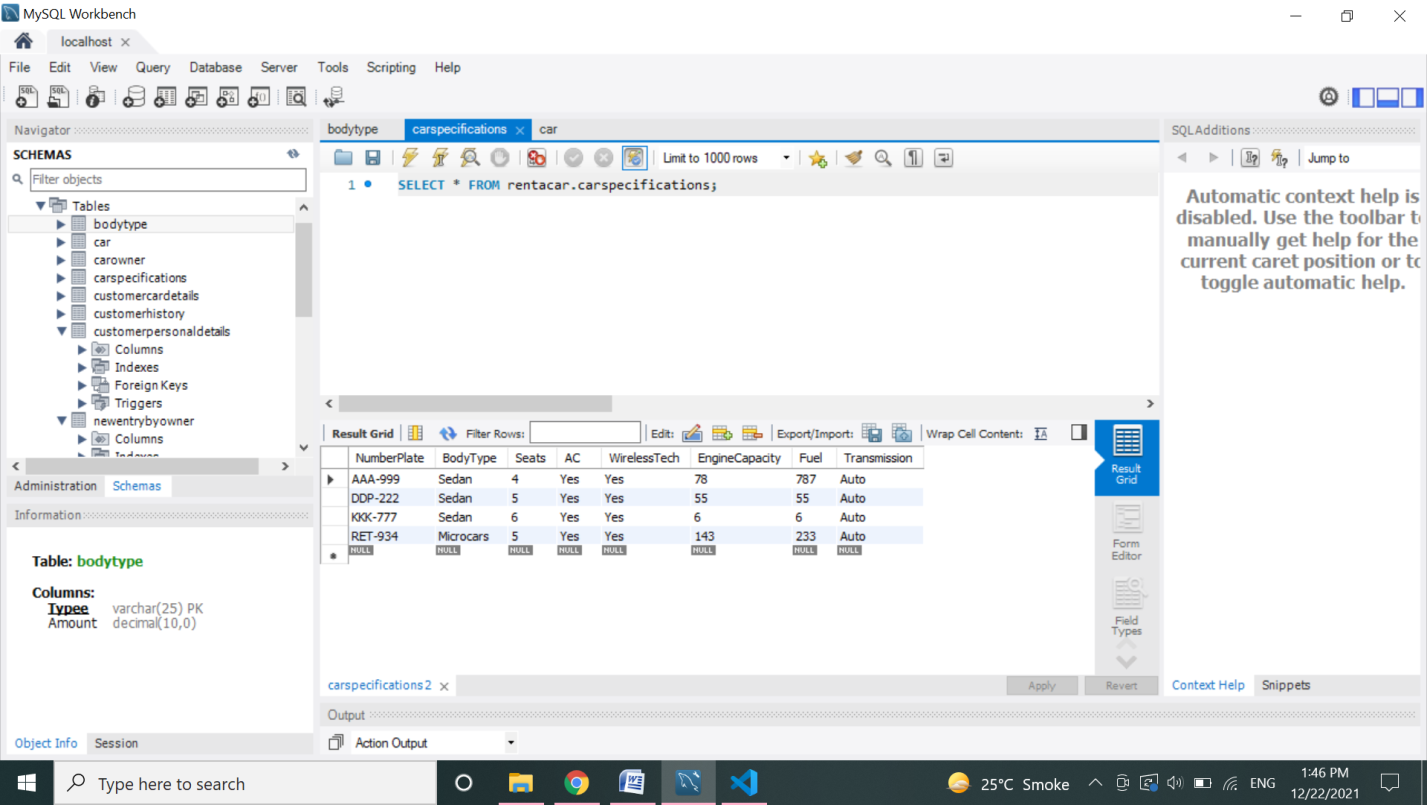 MySQL Workbench
localhost
File Edit View Query Database Server Tools Scripting Help
Navigator
SCHEMAS
Filter objects
Tables
bodytype
car
carowner
carspecifications
customercardetails
customerhistory
customerpersonaldetails
Columns
Indexes
Foreign Keys
Triggers
newentrybyowner
Columns
Indexes
Administration Schemas
Information
Table: bodytype
Columns:
Typee varchar(25) PK
Amount decimal(10,0)
Object Info Session
bodytype carspecifications car
Limit to 1000 rows
1 SELECT * FROM rentacar.carspecifications;
Result Grid Filter Rows: Edit: Export/Import: Wrap Cell Content:
NumberPlate BodyType Seats AC WirelessTech EngineCapacity Fuel Transmission
AAA-999 Sedan 4 Yes Yes 78 787 Auto
DDP-222 Sedan 5 Yes Yes 55 55 Auto
KKK-777 Sedan 6 Yes Yes 6 6 Auto
RET-934 Microcars 5 Yes Yes 143 233 Auto
NULL NULL NULL NULL NULL NULL NULL NULL
Result
Grid
Form
Editor
Field
Types
carspecifications 2 Apply Revert
Output
Action Output
SQLAdditions
Jump to
Automatic context help is
disabled. Use the toolbar t
manually get help for the
current caret position or to
toggle automatic help.
Context Help Snippets
Type here to search
25°C Smoke ENG 1:46 PM
12/22/2021